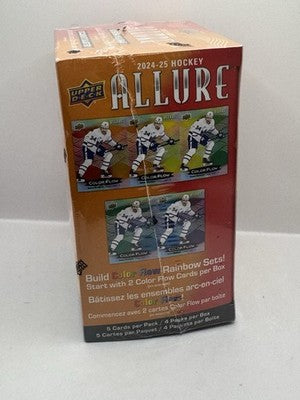 UPPER DECK
2024-25 HOCKEY
ALLURE
COLOR FLOW
COLOR FLOW
COLOR FLOW
COLOR FLOW
COLOR FLOW
Build Color Flow Rainbow Sets!
Start with 2 Color Flow Cards per Box
Bâtissez les ensembles arc-en-ciel
Color Flow!
Commencez avec 2 cartes Color Flow par boîte
5 Cards per Pack / 4 Packs per Box
5 Cartes par Paquet / 4 Paquets par Boîte